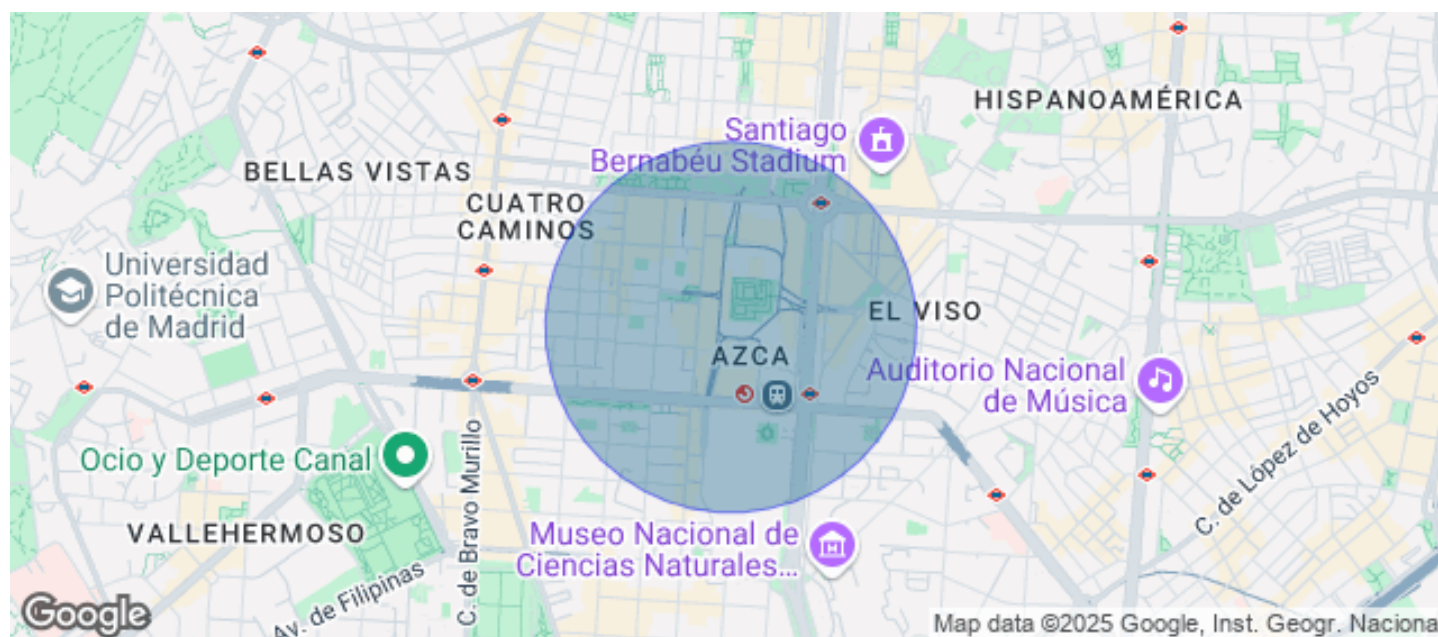 HISPANOAMÉRICA
Santiago
Bernabéu Stadium
BELLAS VISTAS
CUATRO
CAMINOS
Universidad
Politécnica
de Madrid
EL VISO
AZCA
Auditorio Nacional
de Música
Ocio y Deporte Canal
C. de Bravo Murillo
C. de López de Hoyos
VALLEHERMOSO
Museo Nacional de
Ciencias Naturales...
Av. de Filipinas
Google
Map data ©2025 Google, Inst. Geogr. Naciona